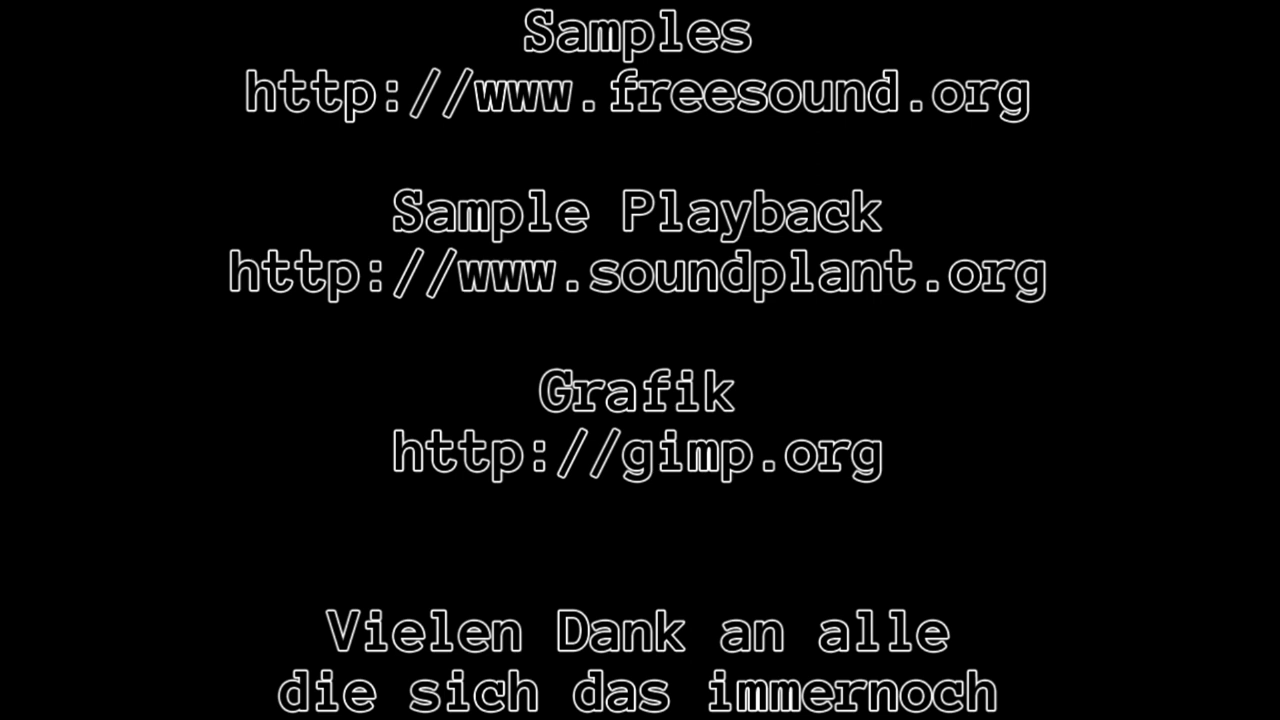 Samples
http://www.freesound.org
Sample Playback
http://www.soundplant.org
Grafik
http://gimp.org
Vielen Dank an alle
die sich das immernoch